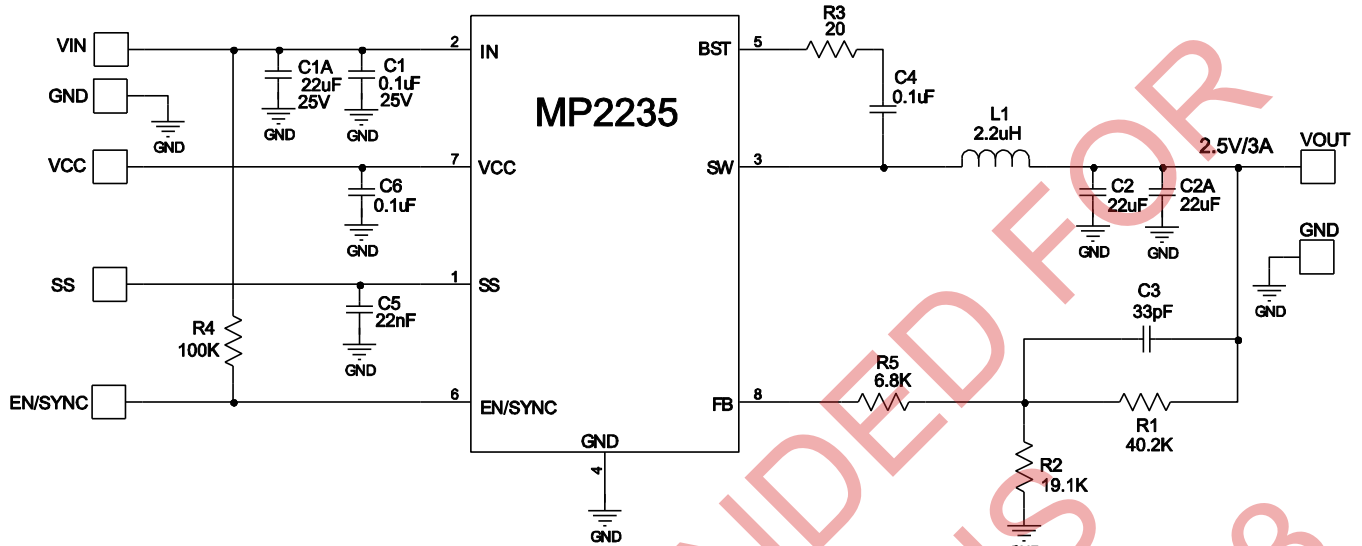 VIN
GND
GND
VCC
SS
EN/SYNC
R4
100K
C1A
22uF
25V
GND
C1
0.1uF
25V
GND
C6
0.1uF
GND
C5
22nF
GND
2
7
1
6
IN
VCC
SS
EN/SYNC
MP2235
BST
SW
FB
GND
4
GND
5
3
8
R3
20
C4
0.1uF
L1
2.2uH
2.5V/3A
VOUT
C2
22uF
GND
C2A
22uF
GND
GND
GND
C3
33pF
R5
6.8K
R1
40.2K
R2
19.1K
NDED FOR